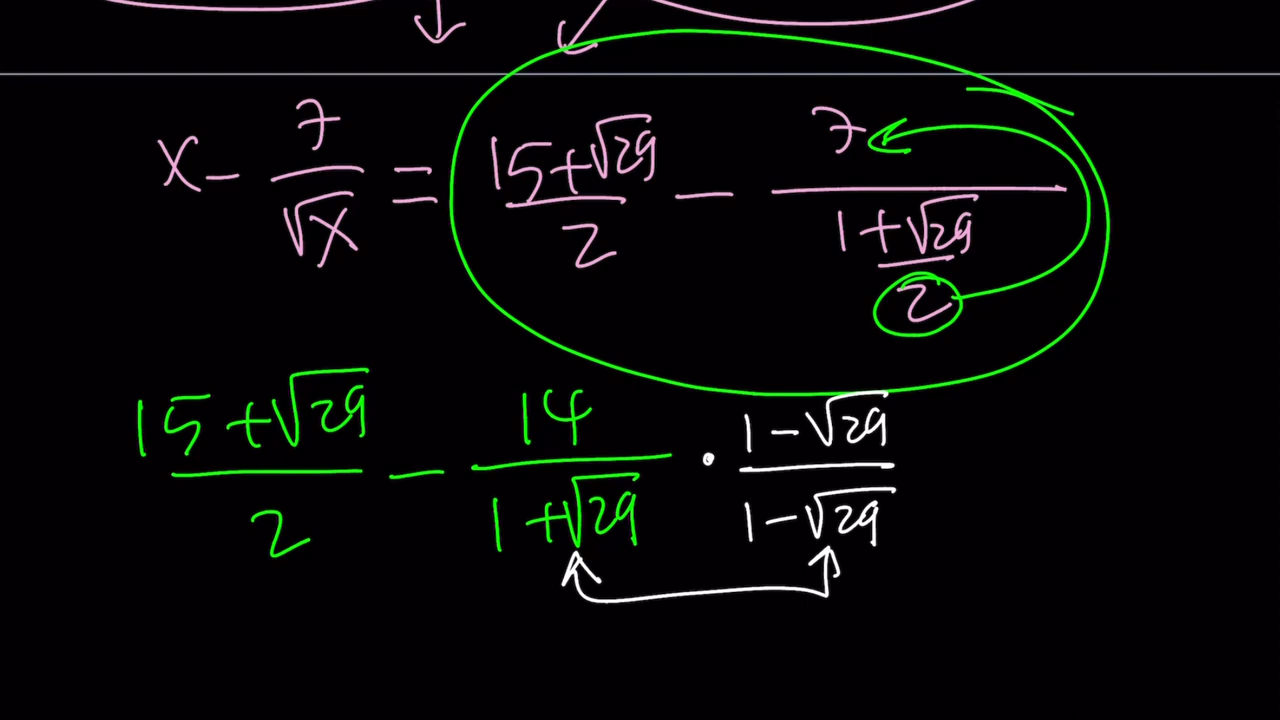 x - 7/√x = (15+√29)/2 - 7/((1+√29)/2)
(15+√29)/2 - 14/(1+√29) · (1-√29)/(1-√29)